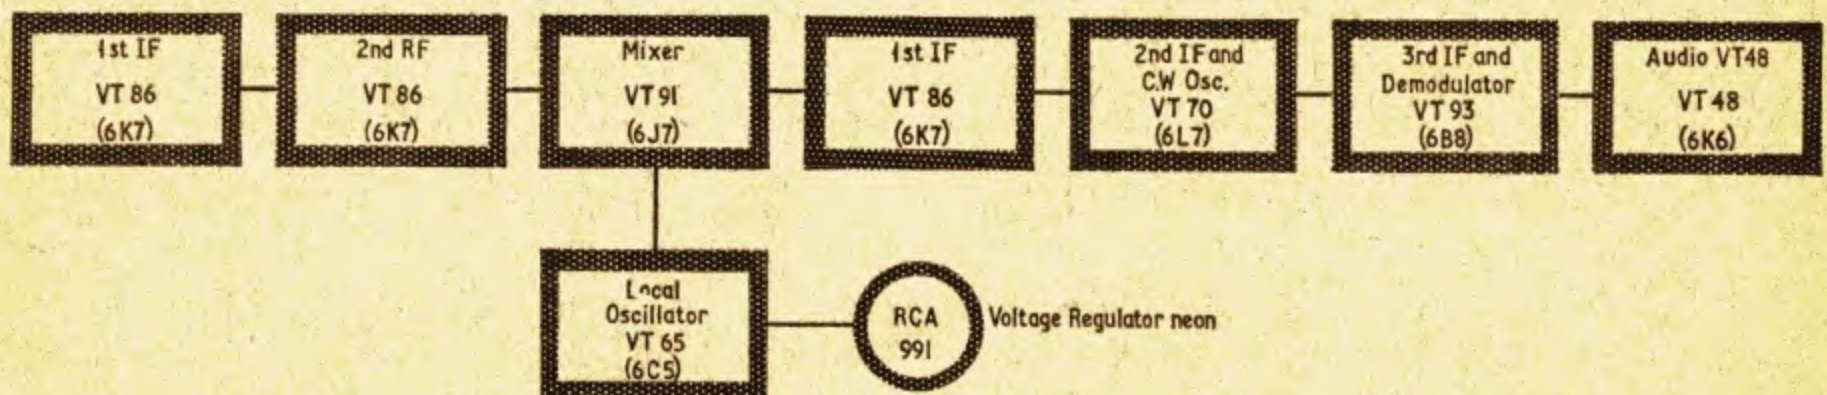 1st IF
VT 86
(6K7)
2nd RF
VT 86
(6K7)
Mixer
VT 91
(6J7)
1st IF
VT 86
(6K7)
2nd IF and
C.W Osc.
VT 70
(6L7)
3rd IF and
Demodulator
VT 93
(6B8)
Audio VT48
VT 48
(6K6)
Local
Oscillator
VT 65
(6C5)
RCA
991
Voltage Regulator neon